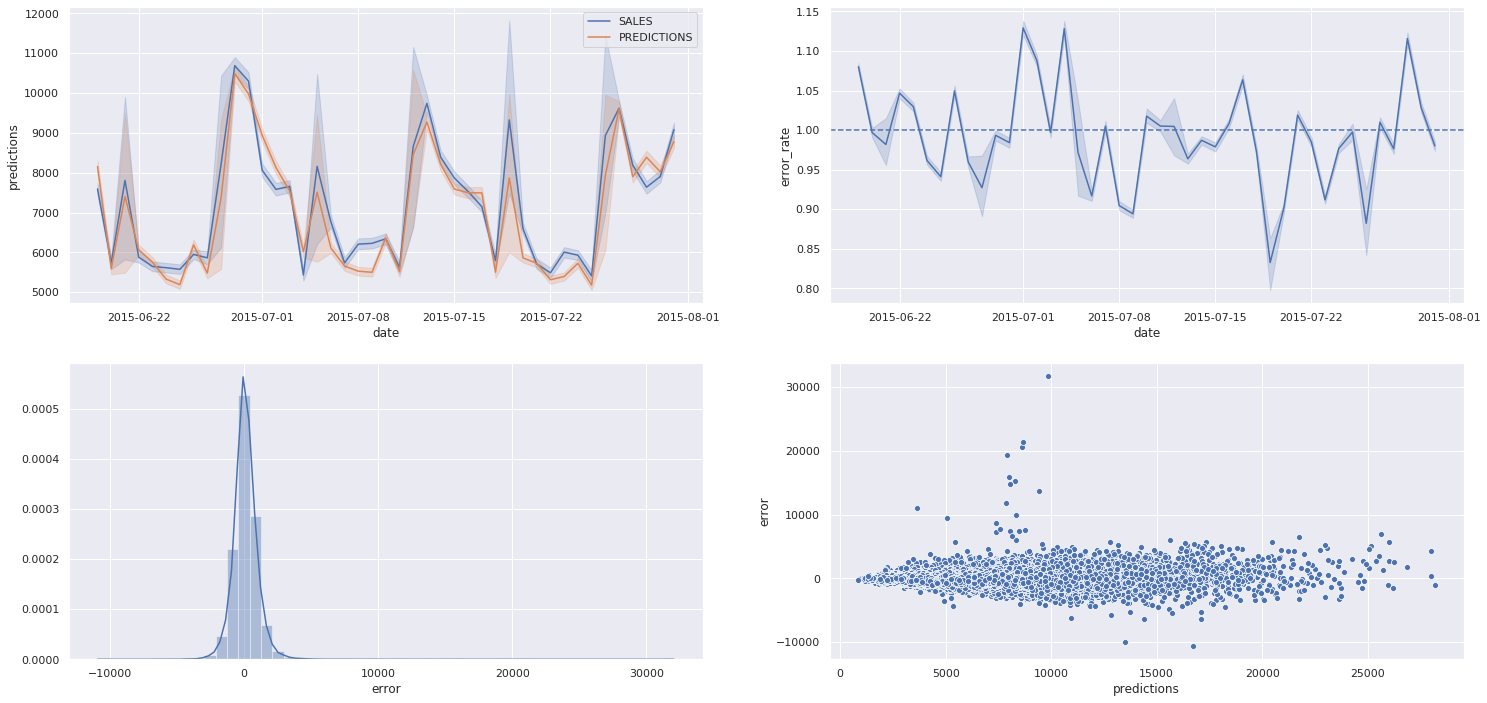 12000
11000
10000
9000
8000
7000
6000
5000
predictions
SALES
PREDICTIONS
2015-06-22 2015-07-01 2015-07-08 2015-07-15 2015-07-22 2015-08-01
date
1.15
1.10
1.05
1.00
0.95
0.90
0.85
0.80
error_rate
2015-06-22 2015-07-01 2015-07-08 2015-07-15 2015-07-22 2015-08-01
date
0.0005
0.0004
0.0003
0.0002
0.0001
0.0000
−10000 0 10000 20000 30000
error
30000
20000
10000
0
−10000
error
0 5000 10000 15000 20000 25000
predictions